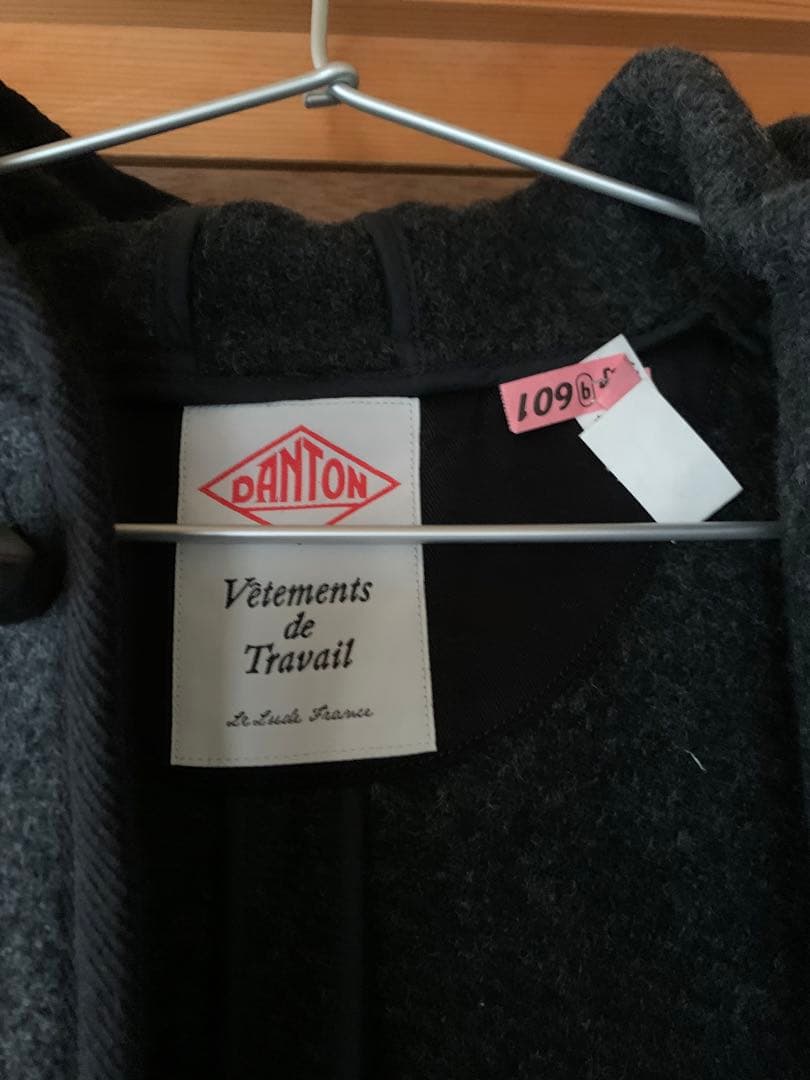 DANTON
Vêtements
de
Travail
Le Lude France